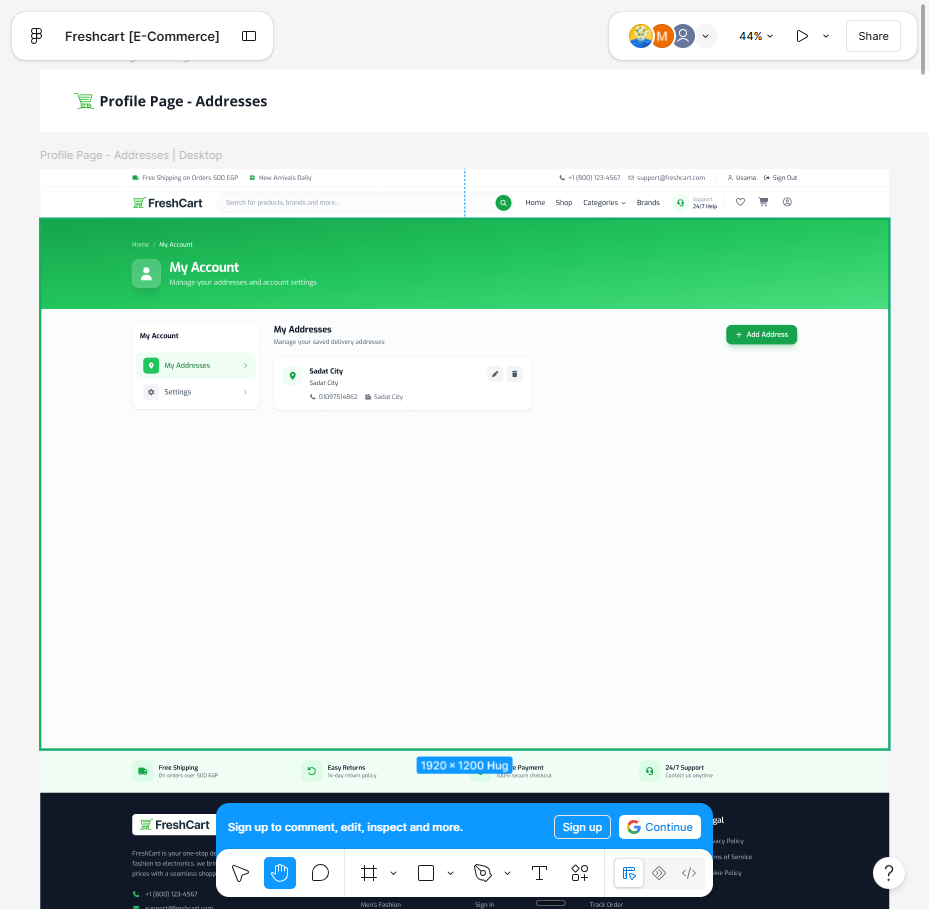 Freshcart [E-Commerce]
M
44%
Share
Profile Page - Addresses
Profile Page - Addresses | Desktop
Free Shipping on Orders 500 EGP
New Arrivals Daily
+1 (800) 123-4567
support@freshcart.com
Usama
Sign Out
FreshCart
Search for products, brands and more...
Home
Shop
Categories
Brands
Support
24/7 Help
Home / My Account
My Account
Manage your addresses and account settings
My Account
My Addresses
Settings
My Addresses
Manage your saved delivery addresses
Add Address
Sadat City
Sadat City
01097514862
Sadat City
Free Shipping
On orders over 500 EGP
Easy Returns
14-day return policy
1920 × 1200 Hug
Payment
100% secure checkout
24/7 Support
Contact us anytime
FreshCart
FreshCart is your one-stop
fashion to electronics, we
prices with a seamless
+1 (800) 123-4567
support@freshcart.com
Sign up to comment, edit, inspect and more.
Sign up
Continue
Policy
of Service
Policy
Men's Fashion
Sign In
Track Order
?